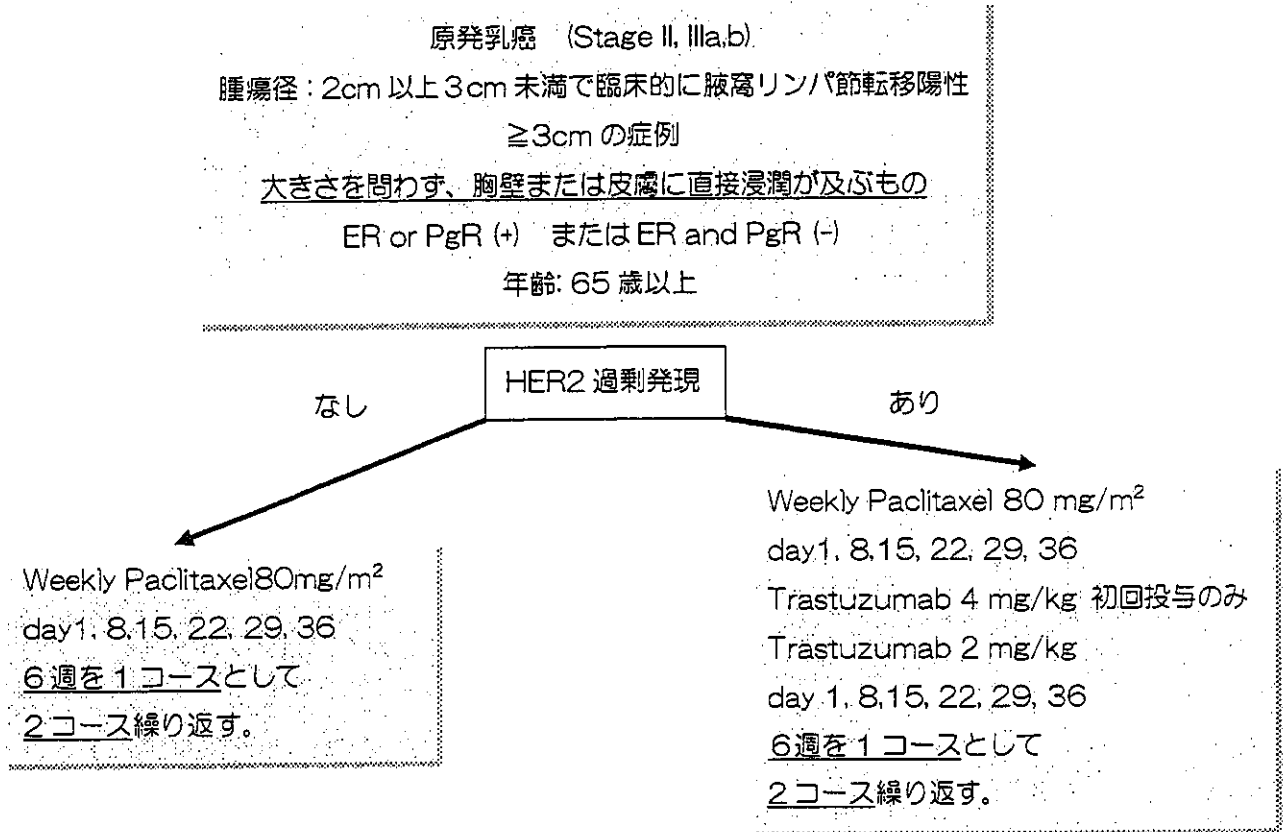 原発乳癌 (Stage II, IIIa,b)
腫瘍径：2cm 以上 3cm 未満で臨床的に腋窩リンパ節転移陽性
≧3cm の症例
大きさを問わず、胸壁または皮膚に直接浸潤が及ぶもの
ER or PgR (+) または ER and PgR (-)
年齢: 65 歳以上
HER2 過剰発現
なし
あり
Weekly Paclitaxel80mg/m²
day1, 8,15, 22, 29, 36
6週を1コースとして
2コース繰り返す。
Weekly Paclitaxel 80 mg/m²
day1, 8,15, 22, 29, 36
Trastuzumab 4 mg/kg 初回投与のみ
Trastuzumab 2 mg/kg
day 1, 8,15, 22, 29, 36
6週を1コースとして
2コース繰り返す。